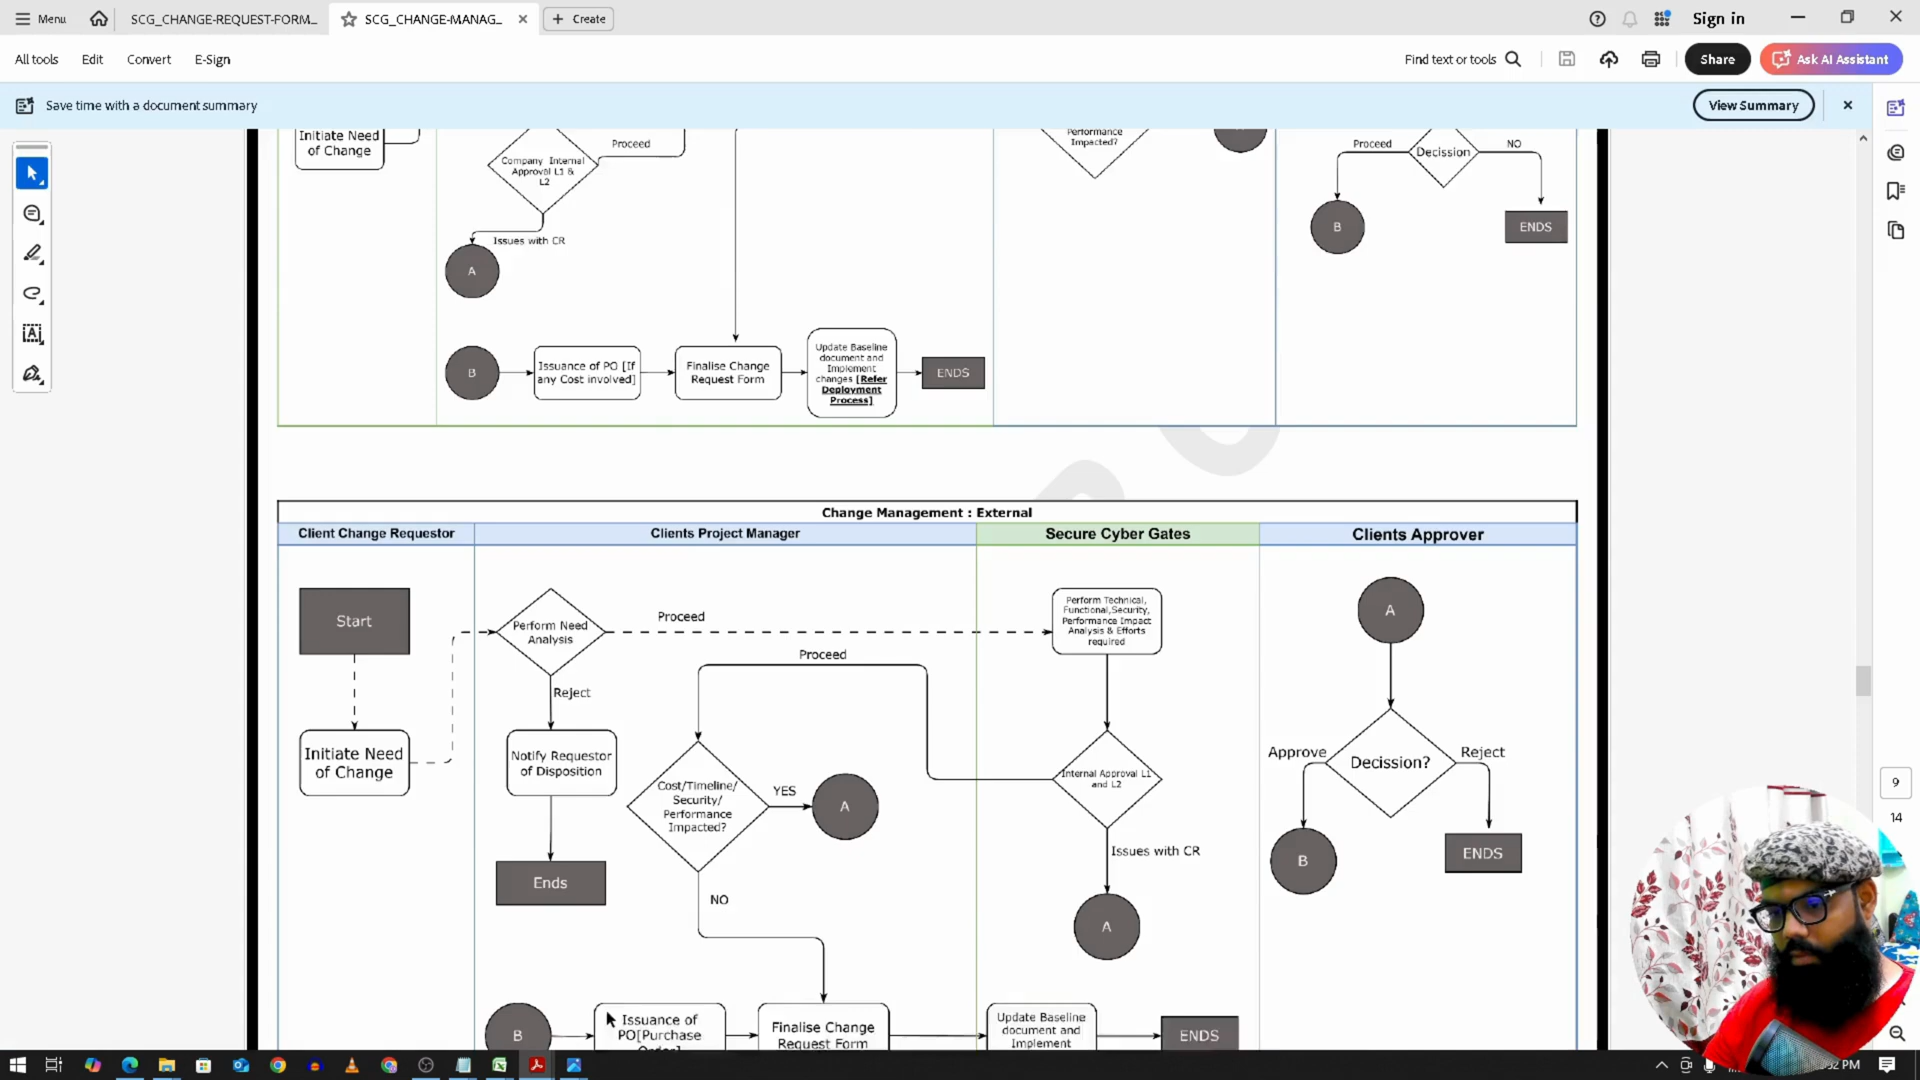 Menu
SCG_CHANGE-REQUEST-FORM...
SCG_CHANGE-MANAG...
Create
Sign in
All tools
Edit
Convert
E-Sign
Find text or tools
Share
Ask AI Assistant
Save time with a document summary
View Summary
Initiate Need
of Change
Company Internal
Approval L1 &
L2
Proceed
Issues with CR
A
Performance
Impacted?
Proceed
Decission
NO
B
ENDS
B
Issuance of PO [If
any Cost involved]
Finalise Change
Request Form
Update Baseline
document and
Implement
changes [Refer
Deployment
Process]
ENDS
Change Management : External
Client Change Requestor
Clients Project Manager
Secure Cyber Gates
Clients Approver
Start
Perform Need
Analysis
Proceed
Perform Technical,
Functional,Security,
Performance Impact
Analysis & Efforts
required
A
Proceed
Reject
Initiate Need
of Change
Notify Requestor
of Disposition
Cost/Timeline/
Security/
Performance
Impacted?
YES
A
Internal Approval L1
and L2
Approve
Decission?
Reject
Issues with CR
B
ENDS
Ends
NO
A
B
Issuance of
PO[Purchase
Order]
Finalise Change
Request Form
Update Baseline
document and
Implement
ENDS
9
14
PM